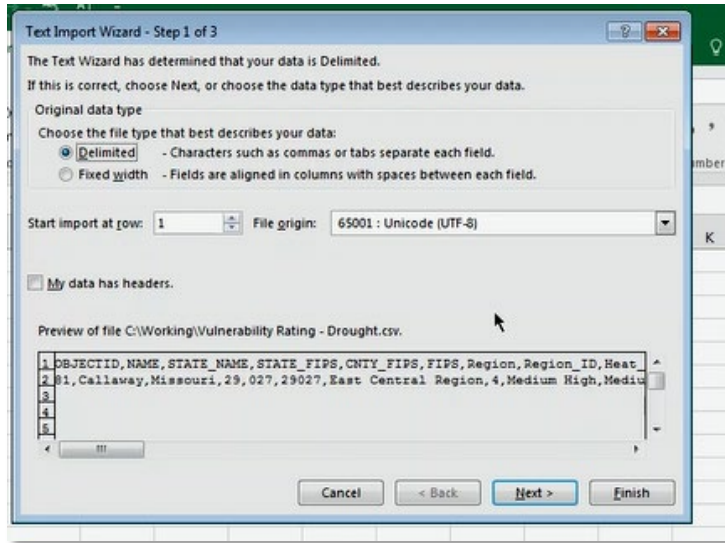 Text Import Wizard - Step 1 of 3
The Text Wizard has determined that your data is Delimited.
If this is correct, choose Next, or choose the data type that best describes your data.
Original data type
Choose the file type that best describes your data:
Delimited - Characters such as commas or tabs separate each field.
Fixed width - Fields are aligned in columns with spaces between each field.
Start import at row: 1 File origin: 65001 : Unicode (UTF-8)
umber
K
My data has headers.
Preview of file C:\Working\Vulnerability Rating - Drought.csv.
1 OBJECTID,NAME,STATE_NAME,STATE_FIPS,CNTY_FIPS,FIPS,Region,Region_ID,Heat_
2 81,Callaway,Missouri,29,027,29027,East Central Region,4,Medium High,Mediu
3
4
5
Cancel < Back Next > Finish